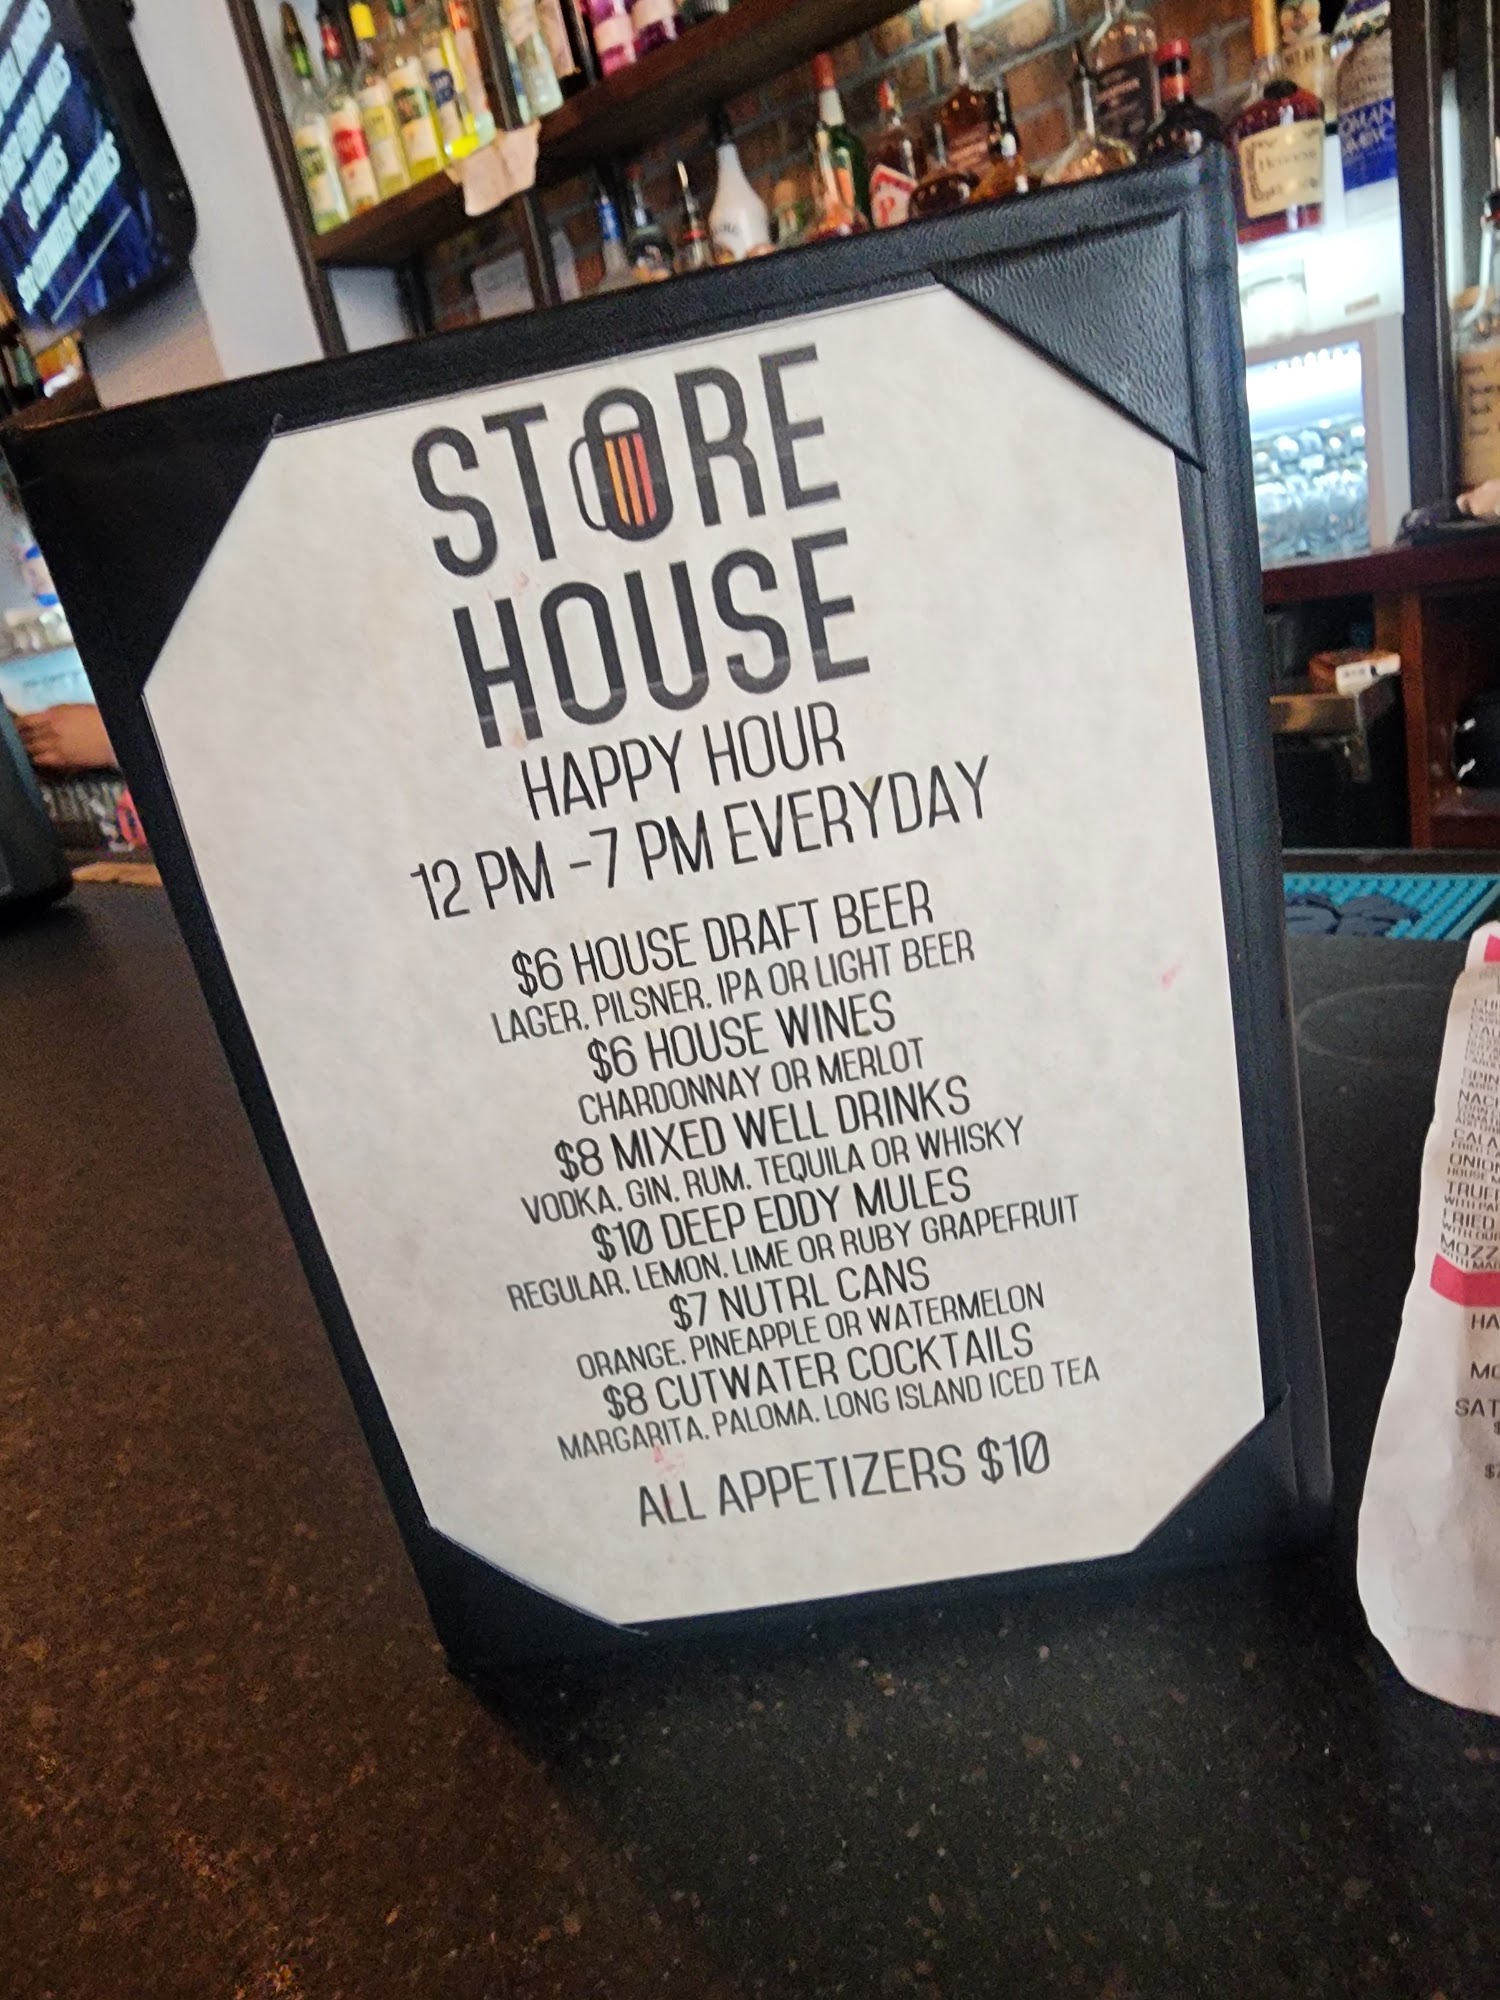 STORE
HOUSE
HAPPY HOUR
12 PM -7 PM EVERYDAY
$6 HOUSE DRAFT BEER
LAGER, PILSNER, IPA OR LIGHT BEER
$6 HOUSE WINES
CHARDONNAY OR MERLOT
$8 MIXED WELL DRINKS
VODKA, GIN, RUM, TEQUILA OR WHISKY
$10 DEEP EDDY MULES
REGULAR, LEMON, LIME OR RUBY GRAPEFRUIT
$7 NUTRL CANS
ORANGE, PINEAPPLE OR WATERMELON
$8 CUTWATER COCKTAILS
MARGARITA, PALOMA, LONG ISLAND ICED TEA
ALL APPETIZERS $10
Hennessy